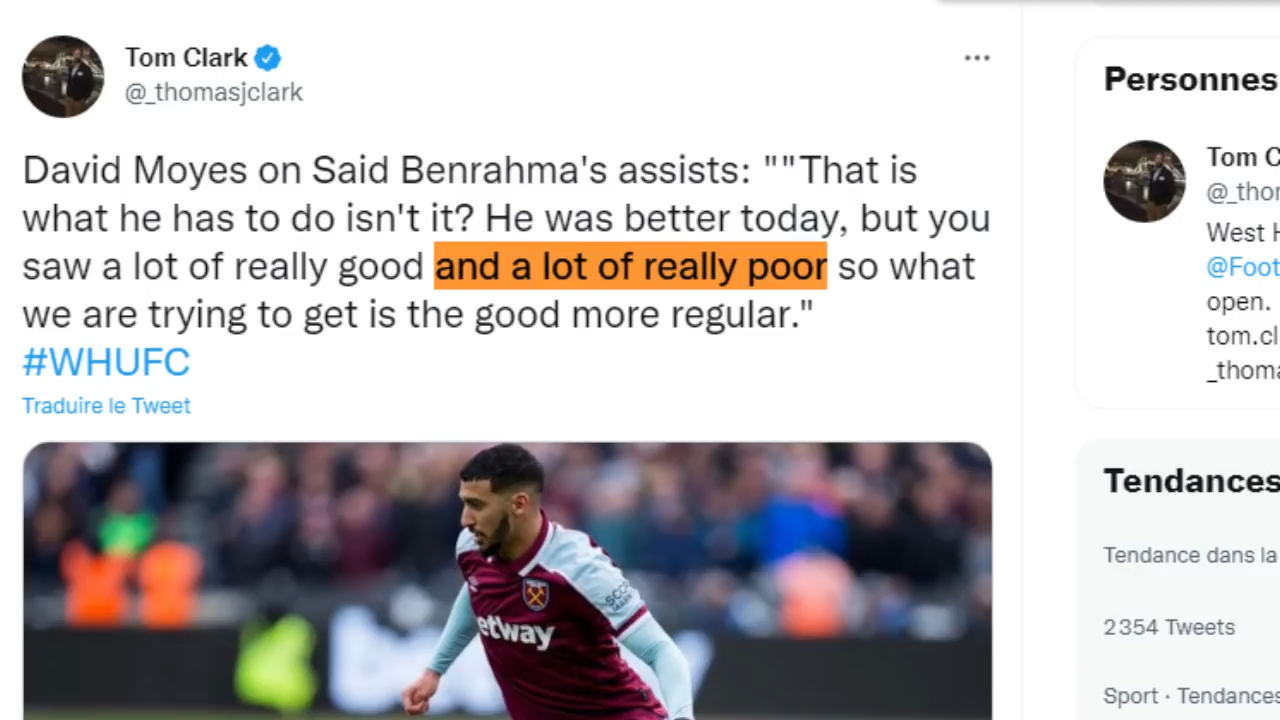 Tom Clark
@_thomasjclark
David Moyes on Said Benrahma's assists: ""That is
what he has to do isn't it? He was better today, but you
saw a lot of really good and a lot of really poor so what
we are trying to get is the good more regular."
#WHUFC
Traduire le Tweet
etway
Personnes
Tom C
@_thor
West H
@Foot
open.
tom.cl
_thoma
Tendances
Tendance dans la
2 354 Tweets
Sport · Tendances